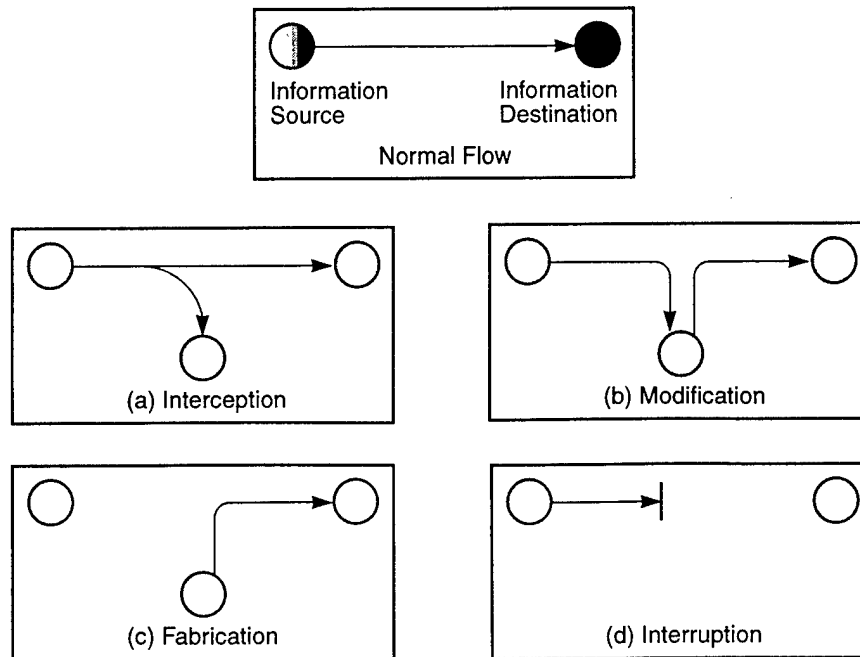 Information
Source
Information
Destination
Normal Flow
(a) Interception
(b) Modification
(c) Fabrication
(d) Interruption